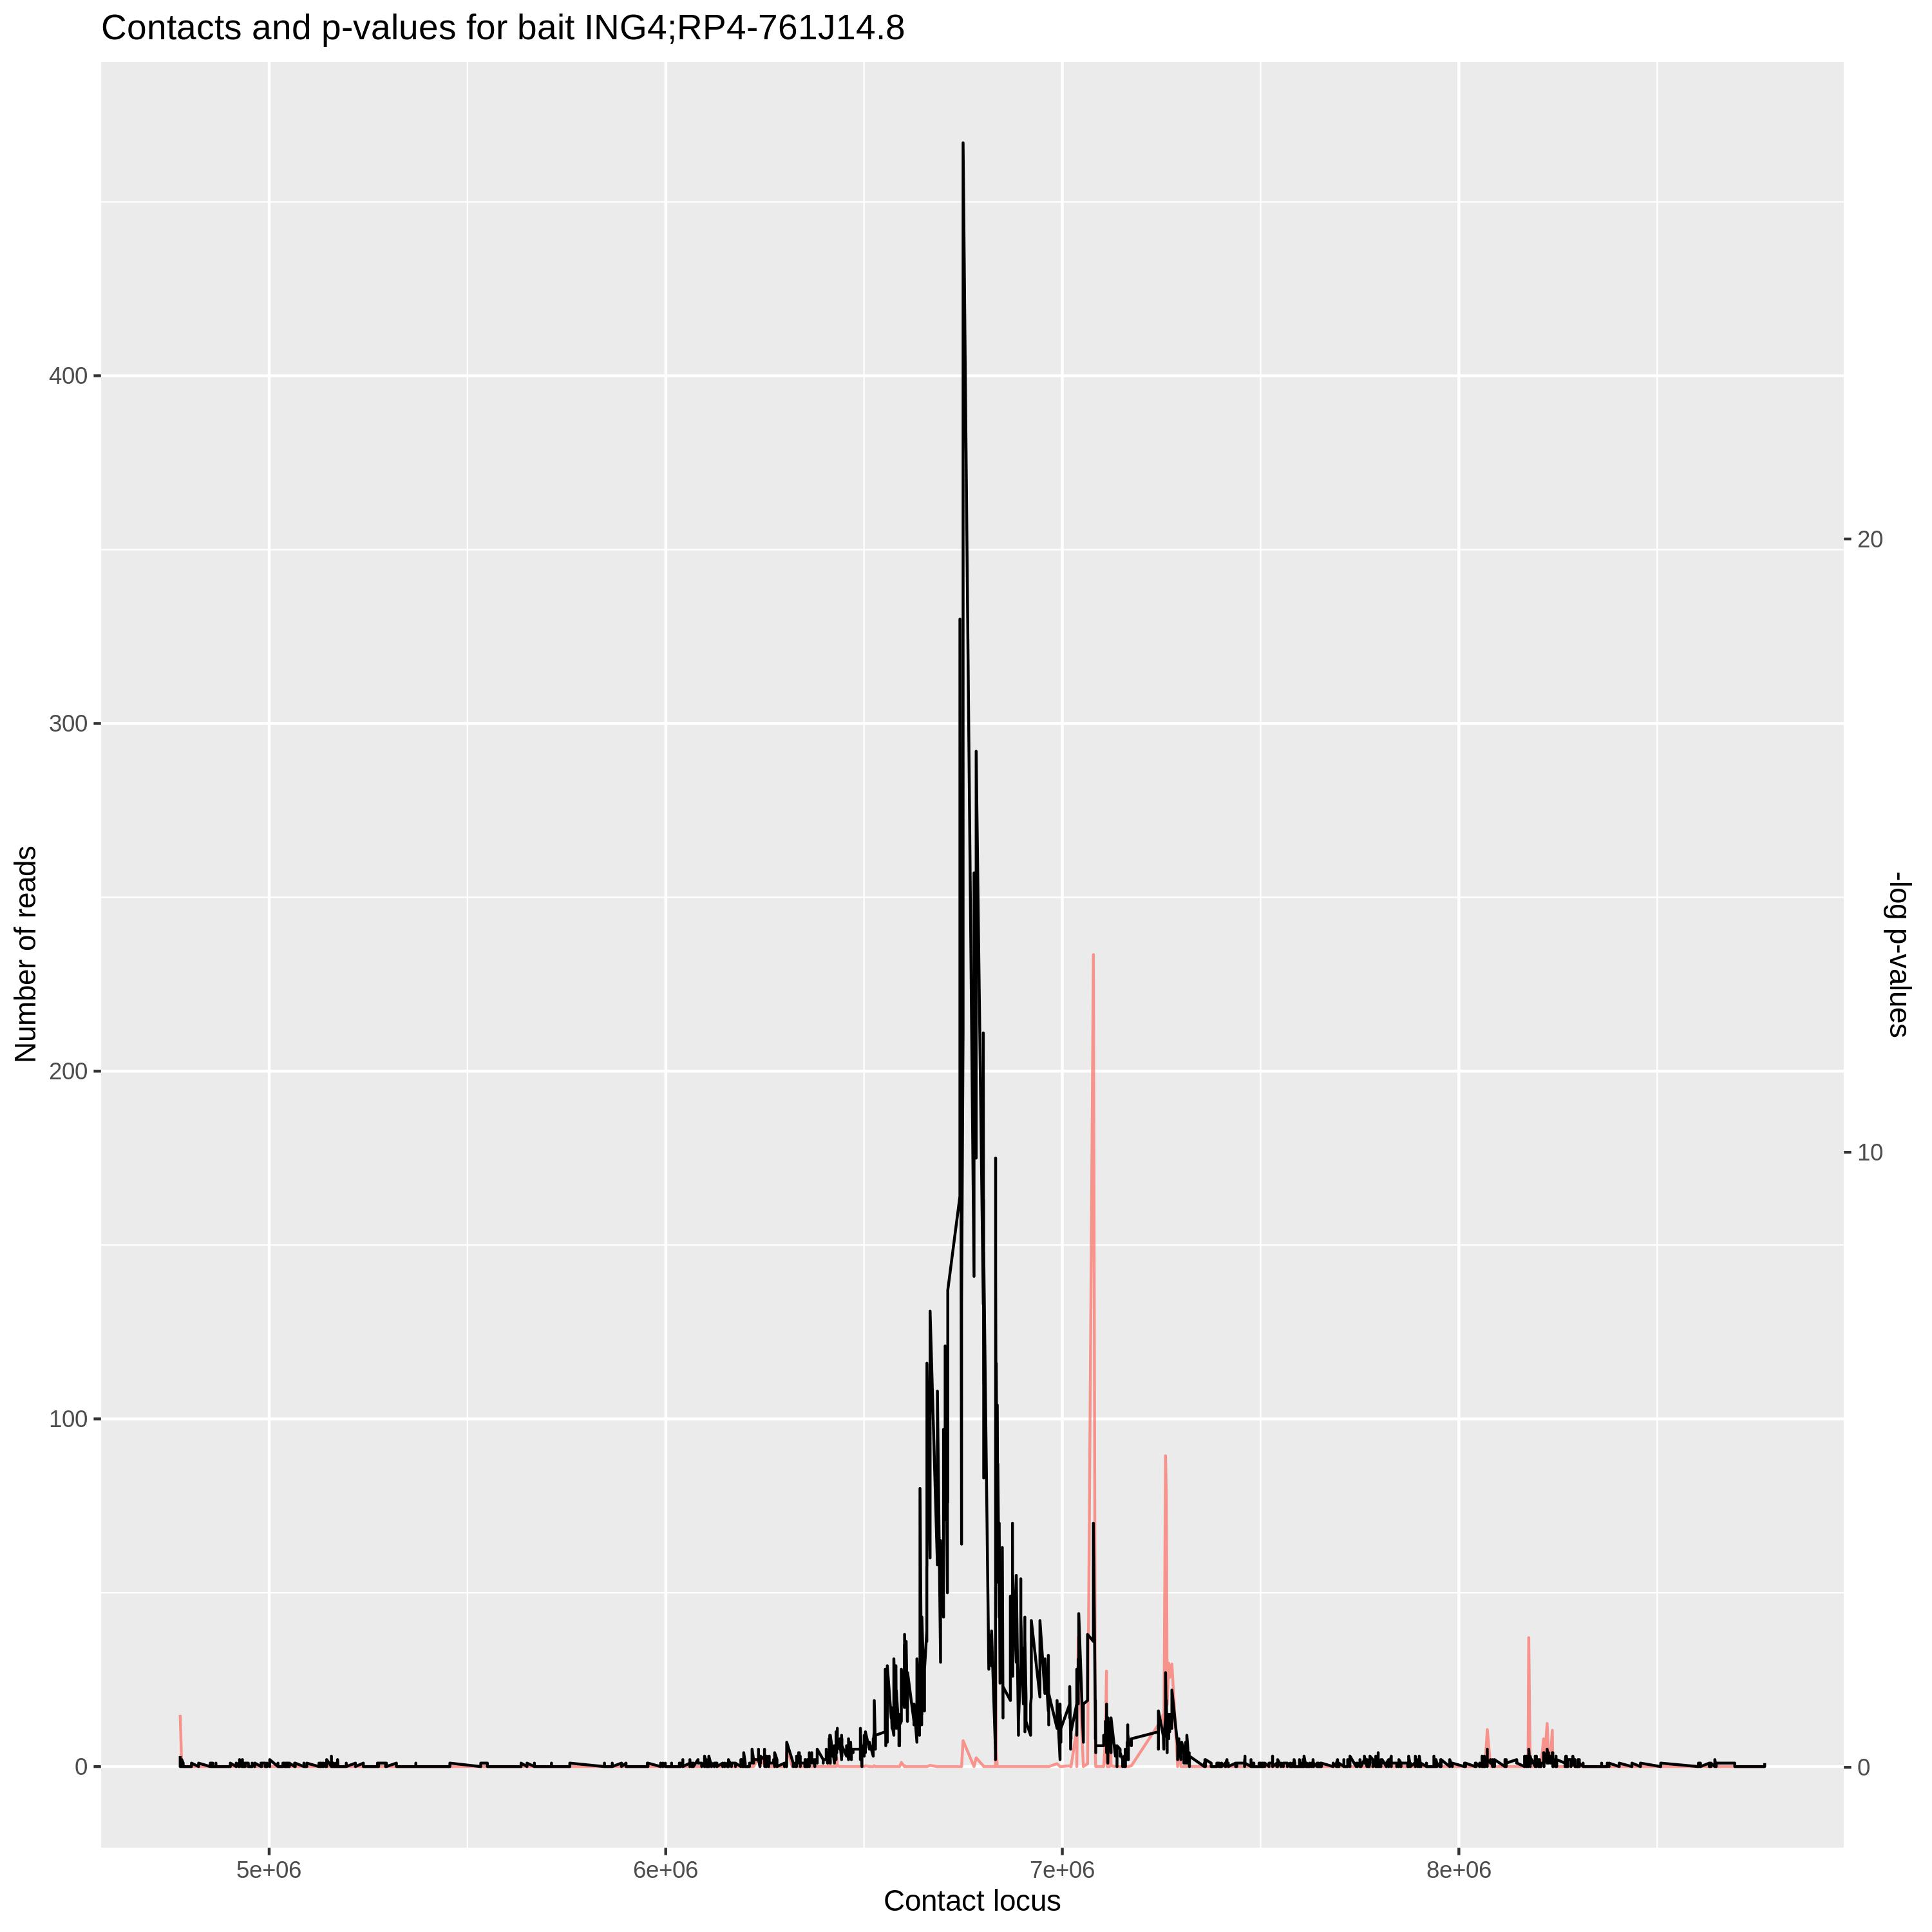 Contacts and p-values for bait ING4;RP4-761J14.8
400
300
200
100
0
Number of reads
20
10
0
-log p-values
5e+06
6e+06
7e+06
8e+06
Contact locus